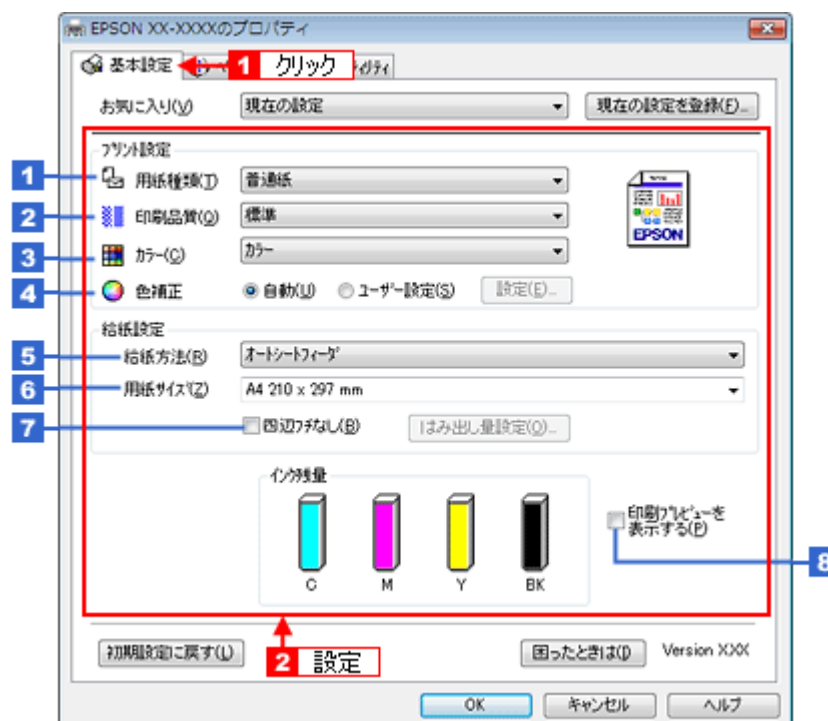 EPSON XX-XXXXのプロパティ
基本設定
1 クリック
お気に入り(V) 現在の設定 現在の設定を登録(F)...
プリント設定
1 用紙種類(T) 普通紙
2 印刷品質(Q) 標準
EPSON
3 カラー(C) カラー
4 色補正 自動(U) ユーザー設定(S) 設定(E)...
給紙設定
5 給紙方法(R) オートシートフィーダ
6 用紙サイズ(Z) A4 210 x 297 mm
7 四辺フチなし(B) はみ出し量設定(O)...
インク残量
C M Y BK
印刷プレビューを
表示する(P)
8
初期設定に戻す(L) 2 設定 困ったときは(I) Version X.XX
OK キャンセル ヘルプ